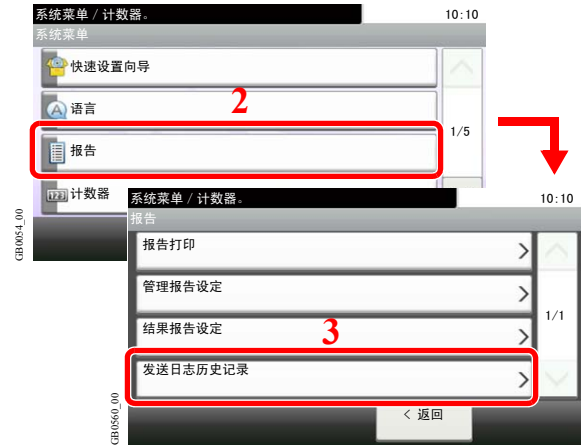 系统菜单 / 计数器。 10:10
系统菜单
快速设置向导
语言
2
1/5
报告
计数器
GB0054_00
系统菜单 / 计数器。 10:10
报告
报告打印
管理报告设定
1/1
结果报告设定
3
发送日志历史记录
GB0560_00
< 返回